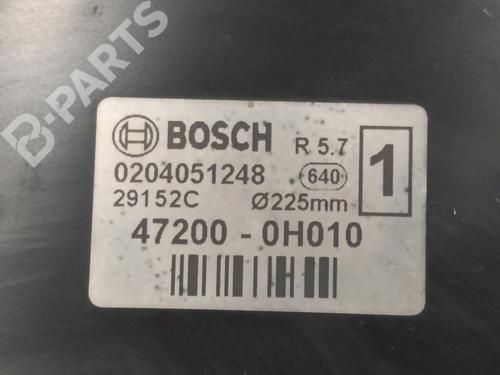 B-PARTS
BOSCH R 5.7 1
0204051248 640
29152C Ø225mm
47200 - 0H010